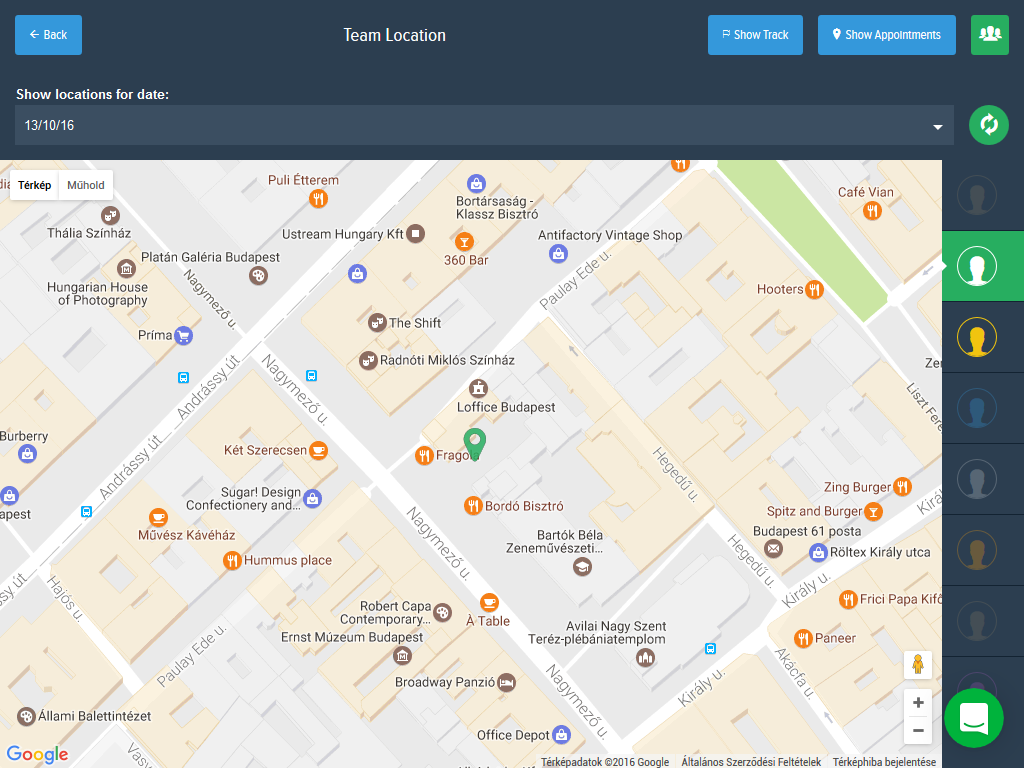 Back
Team Location
Show Track
Show Appointments
Show locations for date:
13/10/16
Térkép
Műhold
Puli Étterem
Thália Színház
Bortársaság -
Klassz Bisztró
Café Vian
Ustream Hungary Kft
360 Bar
Antifactory Vintage Shop
Platán Galéria Budapest
Hungarian House
of Photography
Nagymező u.
Paulay Ede u.
Hooters
The Shift
Príma
Radnóti Miklós Színház
Andrássy út
Nagymező u.
Loffice Budapest
Liszt Fere
Burberry
Két Szerecsen
Fragola
Andrássy út
Hegedű u.
Sugar! Design
Confectionery and...
apest
Bordó Bisztró
Zing Burger
Spitz and Burger
Művész Kávéház
Nagymező u.
Bartók Béla
Zeneművészeti...
Budapest 61 posta
Röltex Király utca
Hummus place
Hegedű u.
Király u.
Hajós u.
Robert Capa
Contemporary...
À Table
Frici Papa Kifő
Ernst Múzeum Budapest
Avilai Nagy Szent
Teréz-plébániatemplom
Paneer
Paulay Ede u.
Broadway Panzió
Nagymező u.
Király u.
Akácfa u.
Állami Balettintézet
Office Depot
Google
Térképadatok ©2016 Google
Általános Szerződési Feltételek
Térképhiba bejelentése